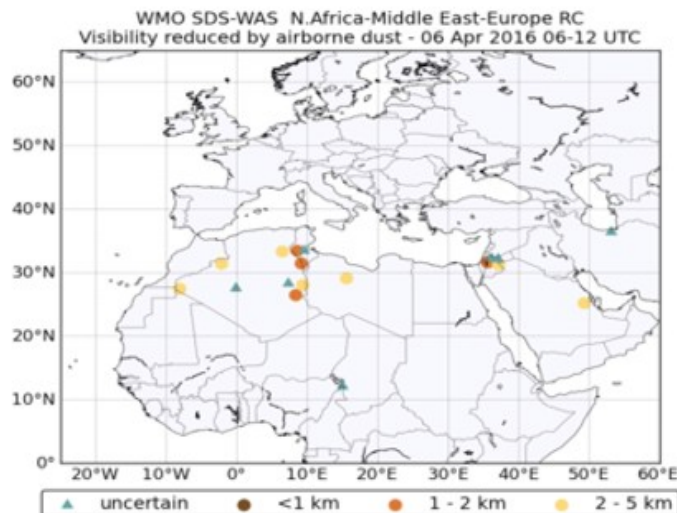 WMO SDS-WAS N.Africa-Middle East-Europe RC
Visibility reduced by airborne dust - 06 Apr 2016 06-12 UTC
60°N
50°N
40°N
30°N
20°N
10°N
0°
20°W 10°W 0° 10°E 20°E 30°E 40°E 50°E 60°E
uncertain <1 km 1 - 2 km 2 - 5 km